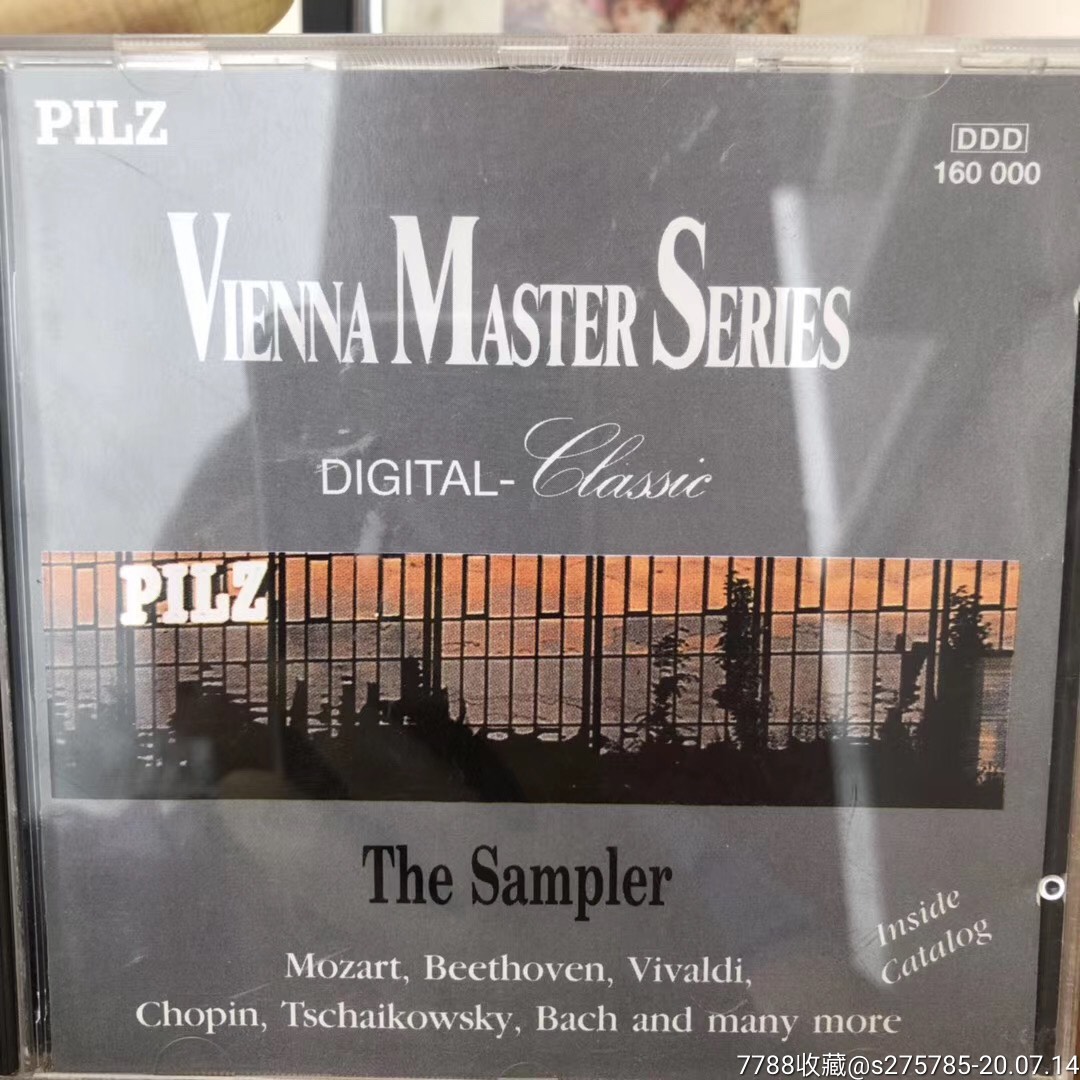 PILZ
DDD
160 000
VIENNA MASTER SERIES
DIGITAL-Classic
PILZ
The Sampler
Inside
Catalog
Mozart, Beethoven, Vivaldi,
Chopin, Tschaikowsky, Bach and many more
7788收藏@s275785-20.07.14